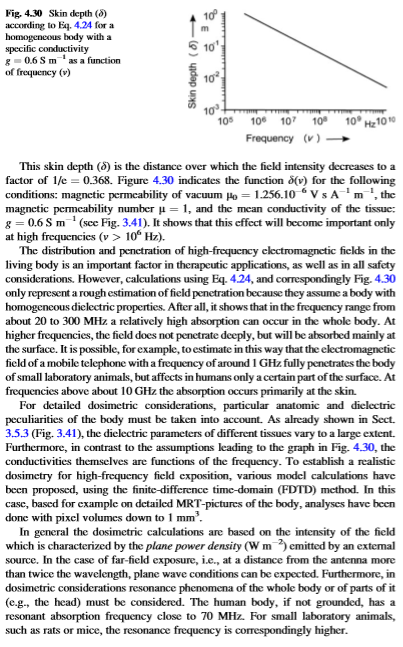 Fig. 4.30 Skin depth (δ)
according to Eq. 4.24 for a
homogeneous body with a
specific conductivity
g = 0.6 S m⁻¹ as a function
of frequency (ν)
10⁰
m
10⁻¹
10⁻²
10⁻³
Skin depth (δ)
10⁵ 10⁶ 10⁷ 10⁸ 10⁹ Hz 10¹⁰
Frequency (ν)
This skin depth (δ) is the distance over which the field intensity decreases to a
factor of 1/e = 0.368. Figure 4.30 indicates the function δ(ν) for the following
conditions: magnetic permeability of vacuum μ₀ = 1.256.10⁻⁶ V s A⁻¹ m⁻¹, the
magnetic permeability number μ = 1, and the mean conductivity of the tissue:
g = 0.6 S m⁻¹ (see Fig. 3.41). It shows that this effect will become important only
at high frequencies (ν > 10⁶ Hz).
The distribution and penetration of high-frequency electromagnetic fields in the
living body is an important factor in therapeutic applications, as well as in all safety
considerations. However, calculations using Eq. 4.24, and correspondingly Fig. 4.30
only represent a rough estimation of field penetration because they assume a body with
homogeneous dielectric properties. After all, it shows that in the frequency range from
about 20 to 300 MHz a relatively high absorption can occur in the whole body. At
higher frequencies, the field does not penetrate deeply, but will be absorbed mainly at
the surface. It is possible, for example, to estimate in this way that the electromagnetic
field of a mobile telephone with a frequency of around 1 GHz fully penetrates the body
of small laboratory animals, but affects in humans only a certain part of the surface. At
frequencies above about 10 GHz the absorption occurs primarily at the skin.
For detailed dosimetric considerations, particular anatomic and dielectric
peculiarities of the body must be taken into account. As already shown in Sect.
3.5.3 (Fig. 3.41), the dielectric parameters of different tissues vary to a large extent.
Furthermore, in contrast to the assumptions leading to the graph in Fig. 4.30, the
conductivities themselves are functions of the frequency. To establish a realistic
dosimetry for high-frequency field exposition, various model calculations have
been proposed, using the finite-difference time-domain (FDTD) method. In this
case, based for example on detailed MRT-pictures of the body, analyses have been
done with pixel volumes down to 1 mm³.
In general the dosimetric calculations are based on the intensity of the field
which is characterized by the plane power density (W m⁻²) emitted by an external
source. In the case of far-field exposure, i.e., at a distance from the antenna more
than twice the wavelength, plane wave conditions can be expected. Furthermore, in
dosimetric considerations resonance phenomena of the whole body or of parts of it
(e.g., the head) must be considered. The human body, if not grounded, has a
resonant absorption frequency close to 70 MHz. For small laboratory animals,
such as rats or mice, the resonance frequency is correspondingly higher.